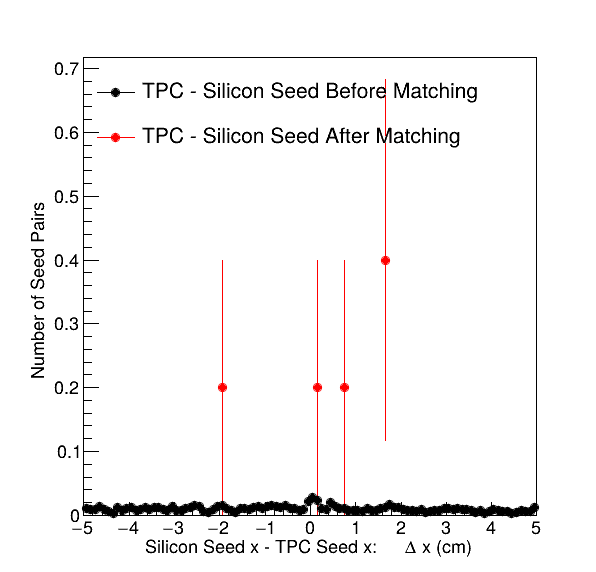 0.7
TPC - Silicon Seed Before Matching
0.6
TPC - Silicon Seed After Matching
0.5
0.4
0.3
0.2
0.1
0
Number of Seed Pairs
−5 −4 −3 −2 −1 0 1 2 3 4 5
Silicon Seed x - TPC Seed x: Δ x (cm)